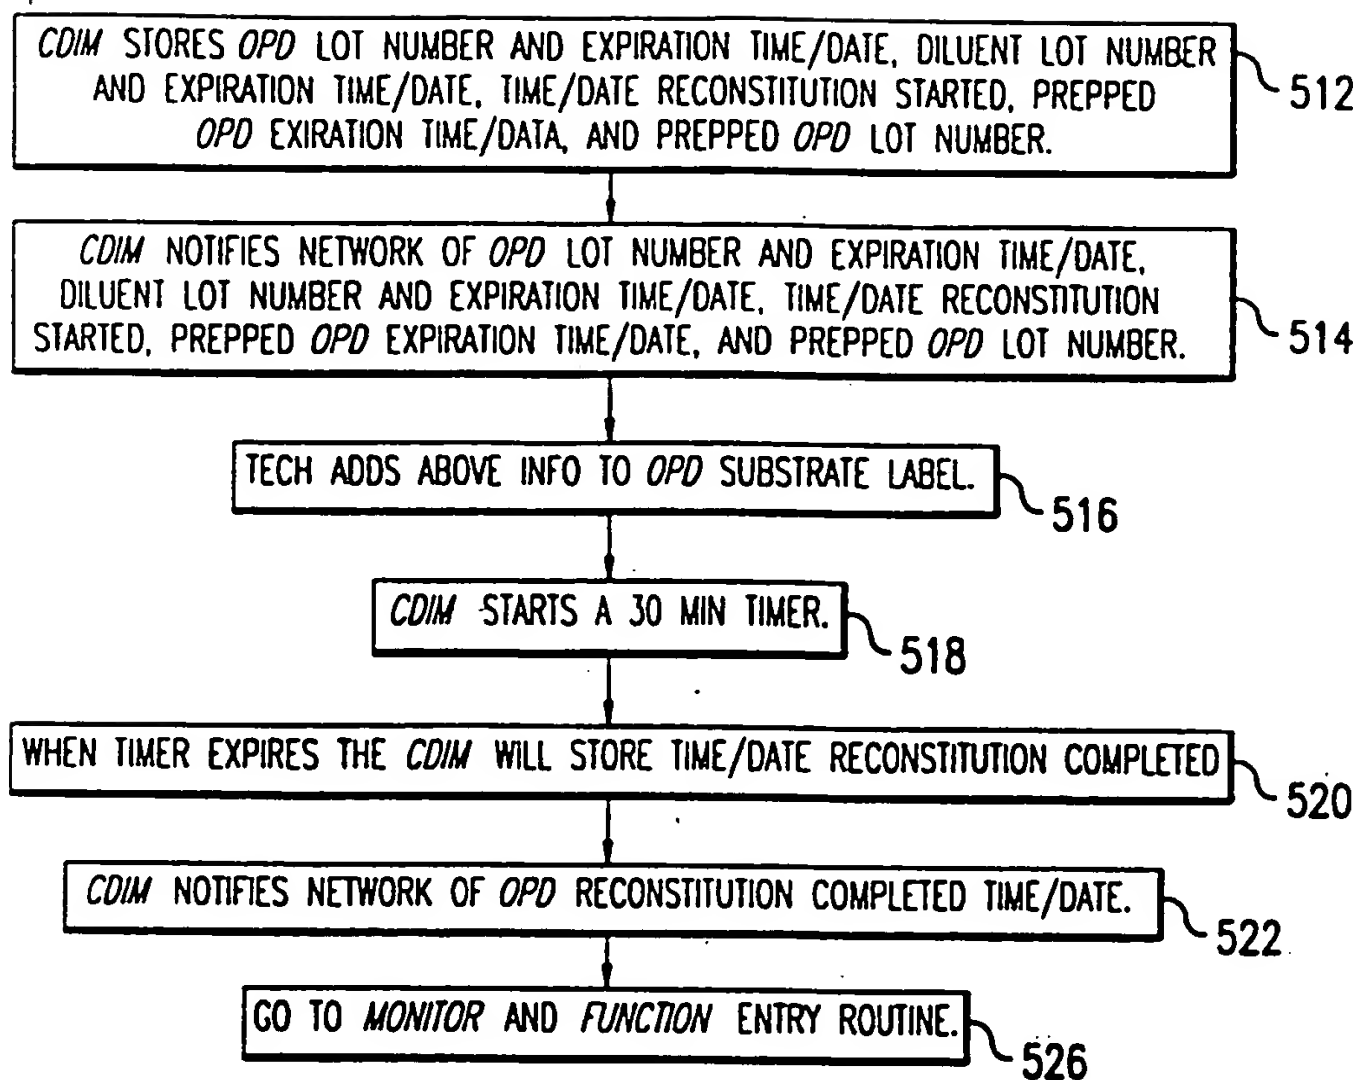 CDIM STORES OPD LOT NUMBER AND EXPIRATION TIME/DATE, DILUENT LOT NUMBER
AND EXPIRATION TIME/DATE, TIME/DATE RECONSTITUTION STARTED, PREPPED
OPD EXIRATION TIME/DATA, AND PREPPED OPD LOT NUMBER.
512
CDIM NOTIFIES NETWORK OF OPD LOT NUMBER AND EXPIRATION TIME/DATE,
DILUENT LOT NUMBER AND EXPIRATION TIME/DATE, TIME/DATE RECONSTITUTION
STARTED, PREPPED OPD EXPIRATION TIME/DATE, AND PREPPED OPD LOT NUMBER.
514
TECH ADDS ABOVE INFO TO OPD SUBSTRATE LABEL.
516
CDIM STARTS A 30 MIN TIMER.
518
WHEN TIMER EXPIRES THE CDIM WILL STORE TIME/DATE RECONSTITUTION COMPLETED
520
CDIM NOTIFIES NETWORK OF OPD RECONSTITUTION COMPLETED TIME/DATE.
522
GO TO MONITOR AND FUNCTION ENTRY ROUTINE.
526